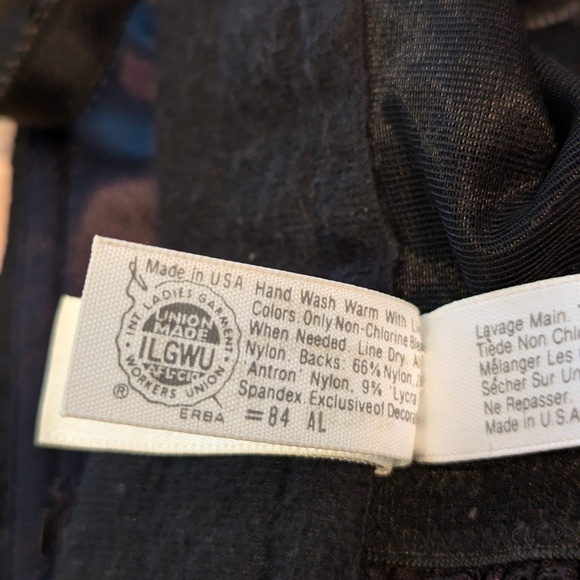 Made in USA
INT LADIES GARMENT
WORKERS UNION
UNION
MADE
ILGWU
AFL-CIO
®
ERBA
Hand Wash Warm With
Colors Only Non-Chlorine
When Needed. Line Dry.
Nylon. Backs: 66% Nylon,
Antron® Nylon, 9% "Lycra
Spandex Exclusive of
=84 AL
Lavage Main.
Tiède Non
Mélanger Les
Sécher Sur
Ne Repasser.
Made in U.S.A.